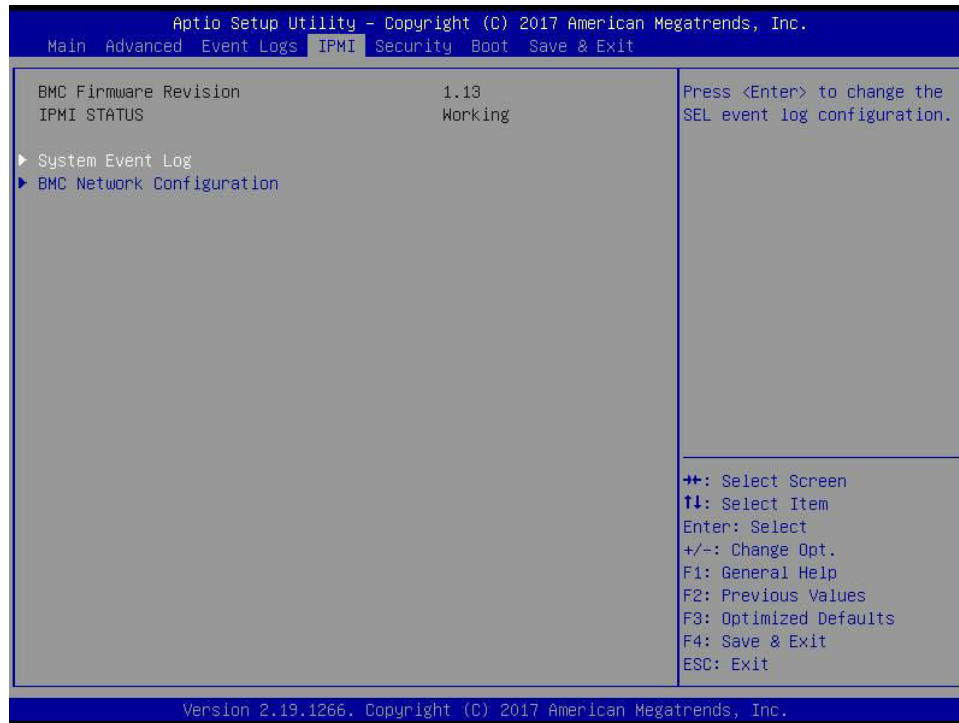 Aptio Setup Utility – Copyright (C) 2017 American Megatrends, Inc.
Main Advanced Event Logs IPMI Security Boot Save & Exit
BMC Firmware Revision 1.13
IPMI STATUS Working
▶ System Event Log
▶ BMC Network Configuration
Press <Enter> to change the
SEL event log configuration.
→←: Select Screen
↑↓: Select Item
Enter: Select
+/-: Change Opt.
F1: General Help
F2: Previous Values
F3: Optimized Defaults
F4: Save & Exit
ESC: Exit
Version 2.19.1266. Copyright (C) 2017 American Megatrends, Inc.